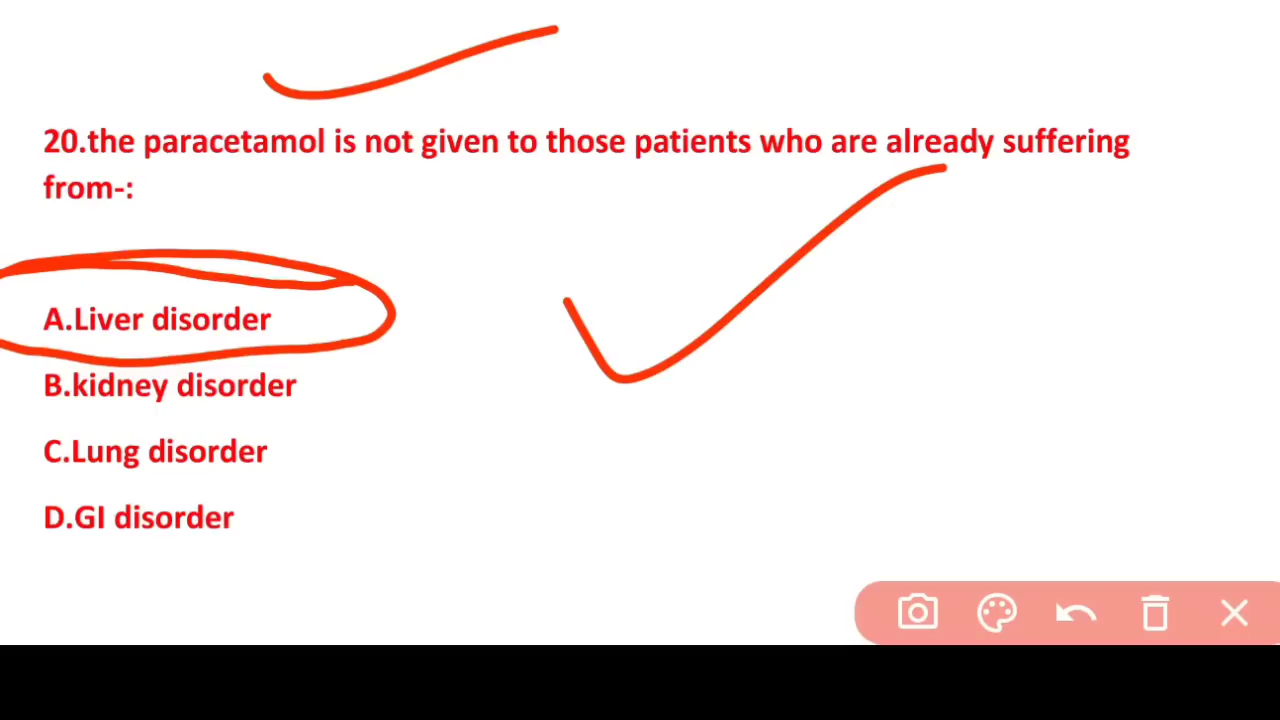 20.the paracetamol is not given to those patients who are already suffering
from-:
A.Liver disorder
B.kidney disorder
C.Lung disorder
D.GI disorder